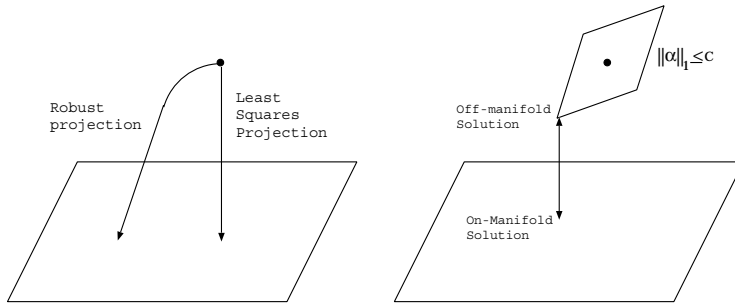 Robust
projection
Least
Squares
Projection
‖α‖₁≤c
Off-manifold
Solution
On-Manifold
Solution